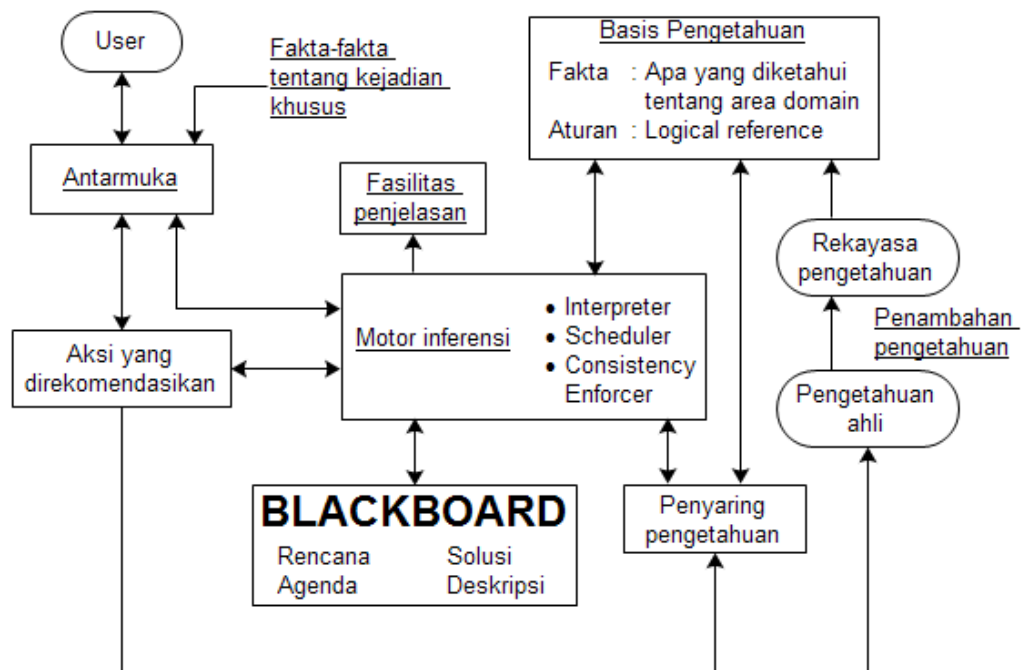 User
Fakta-fakta
tentang kejadian
khusus
Basis Pengetahuan
Fakta : Apa yang diketahui
tentang area domain
Aturan : Logical reference
Antarmuka
Fasilitas
penjelasan
Rekayasa
pengetahuan
Motor inferensi
• Interpreter
• Scheduler
• Consistency
Enforcer
Penambahan
pengetahuan
Aksi yang
direkomendasikan
Pengetahuan
ahli
BLACKBOARD
Rencana Solusi
Agenda Deskripsi
Penyaring
pengetahuan